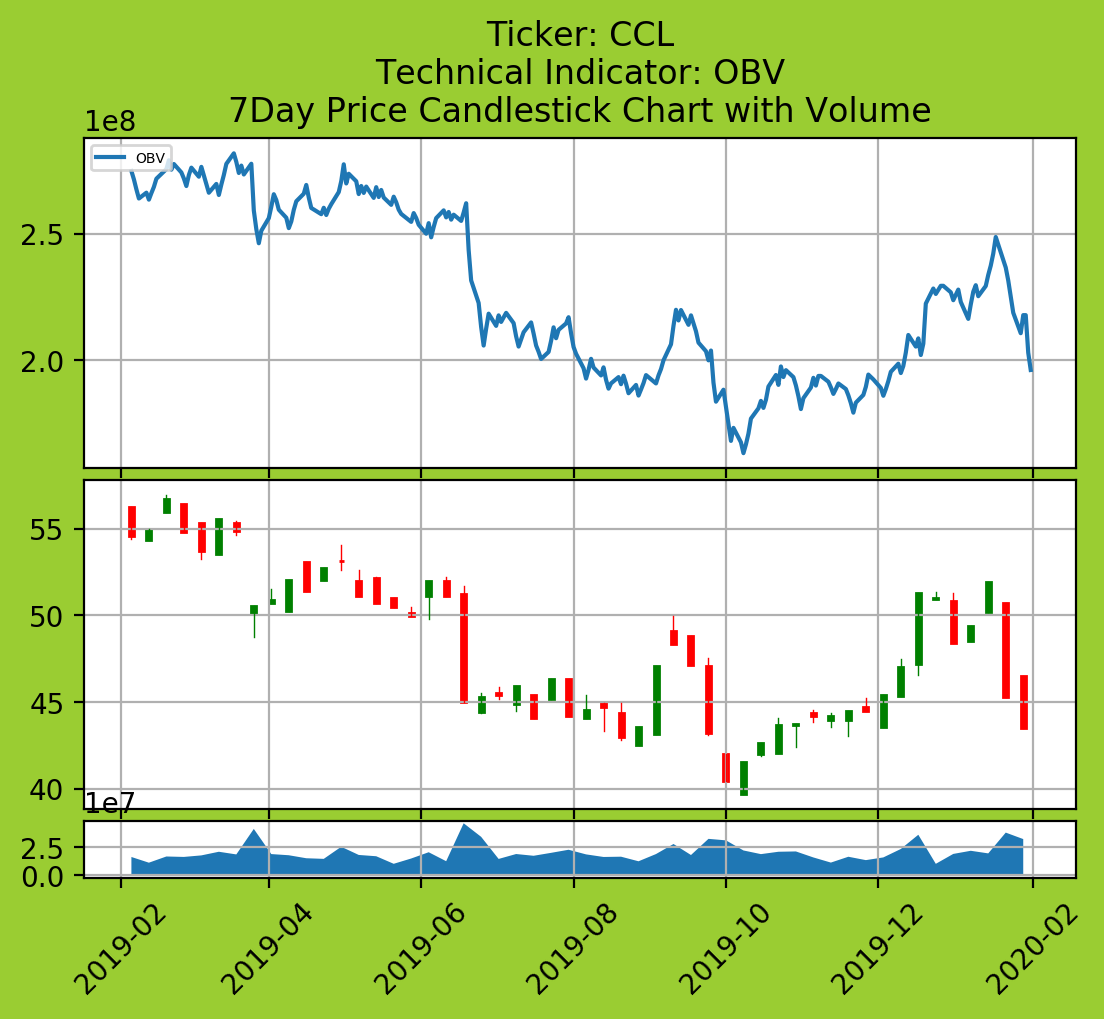 Ticker: CCL
Technical Indicator: OBV
7Day Price Candlestick Chart with Volume
1e8
OBV
2.5
2.0
55
50
45
40
1e7
2.5
0.0
2019-02
2019-04
2019-06
2019-08
2019-10
2019-12
2020-02